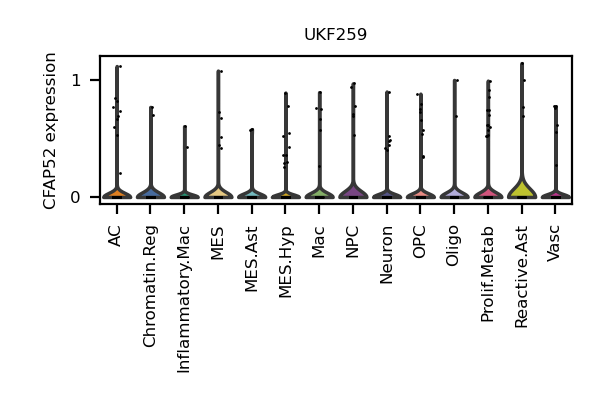 UKF259
CFAP52 expression
1
0
AC
Chromatin.Reg
Inflammatory.Mac
MES
MES.Ast
MES.Hyp
Mac
NPC
Neuron
OPC
Oligo
Prolif.Metab
Reactive.Ast
Vasc